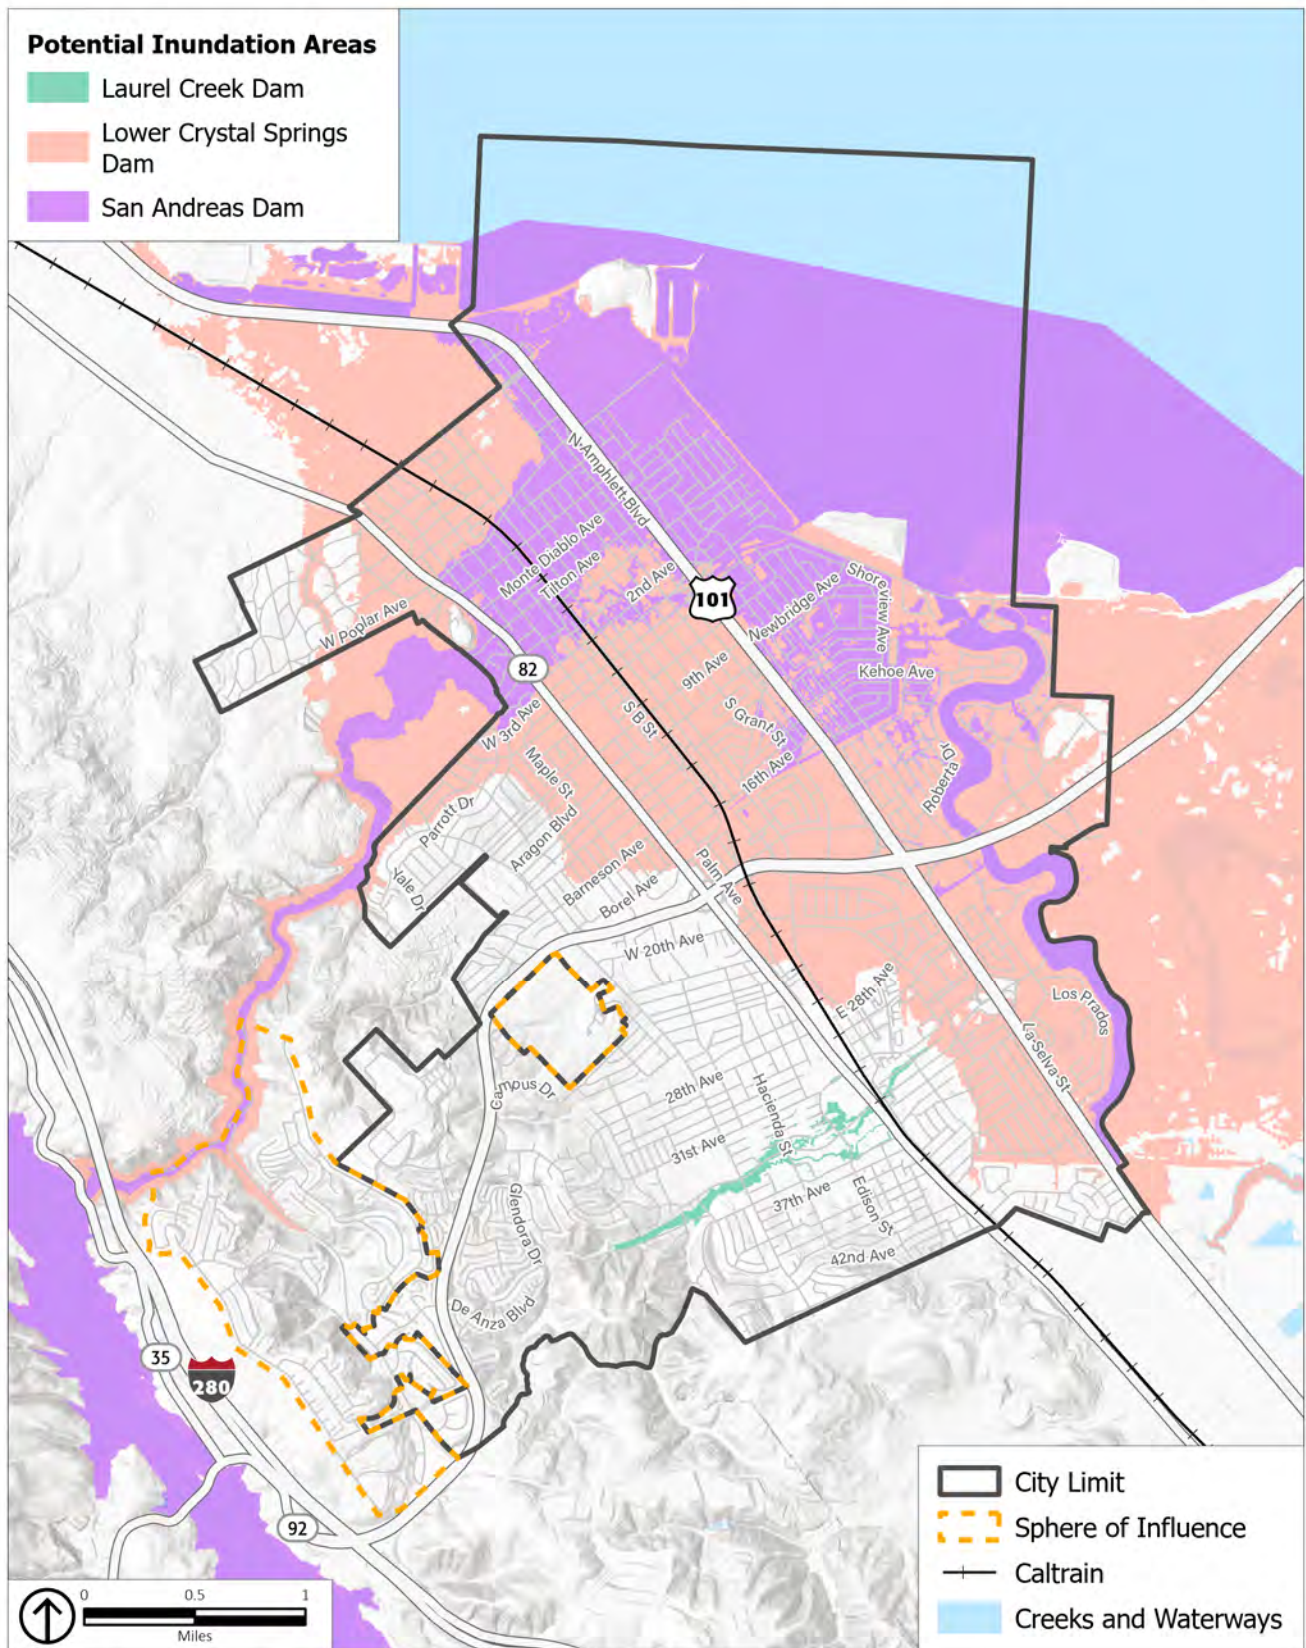 Potential Inundation Areas
Laurel Creek Dam
Lower Crystal Springs
Dam
San Andreas Dam
N Amphlett Blvd
Monte Diablo Ave
Tilton Ave
2nd Ave
101
Shoreview Ave
Newbridge Ave
W Poplar Ave
82
9th Ave
Kehoe Ave
W 3rd Ave
S B St
S Grant St
Maple St
16th Ave
Roberta Dr
Parrott Dr
Aragon Blvd
Yale Dr
Barneson Ave
Palm Ave
Borel Ave
W 20th Ave
E 28th Ave
Los Prados
La Selva St
Campus Dr
28th Ave
Hacienda St
31st Ave
37th Ave
Edison St
Glendora Dr
42nd Ave
De Anza Blvd
35
280
92
City Limit
Sphere of Influence
Caltrain
Creeks and Waterways
0 0.5 1
Miles